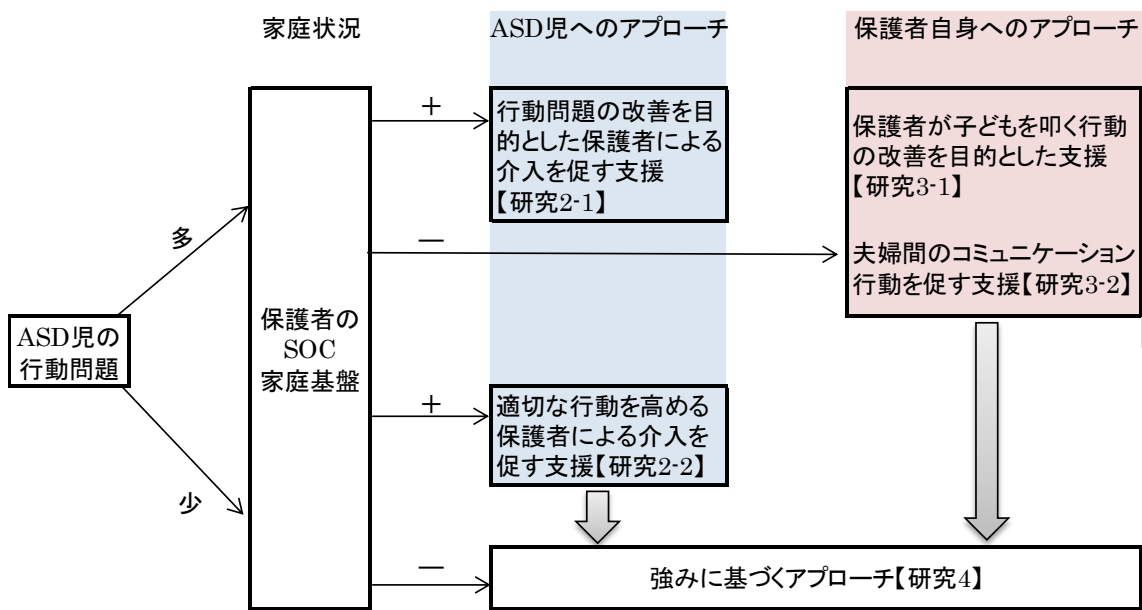 家庭状況
ASD児へのアプローチ
保護者自身へのアプローチ
＋
行動問題の改善を目
的とした保護者による
介入を促す支援
【研究2-1】
保護者が子どもを叩く行動
の改善を目的とした支援
【研究3-1】
多
－
夫婦間のコミュニケーション
行動を促す支援【研究3-2】
ASD児の
行動問題
保護者の
SOC
家庭基盤
＋
適切な行動を高める
保護者による介入を
促す支援【研究2-2】
少
－
強みに基づくアプローチ【研究4】